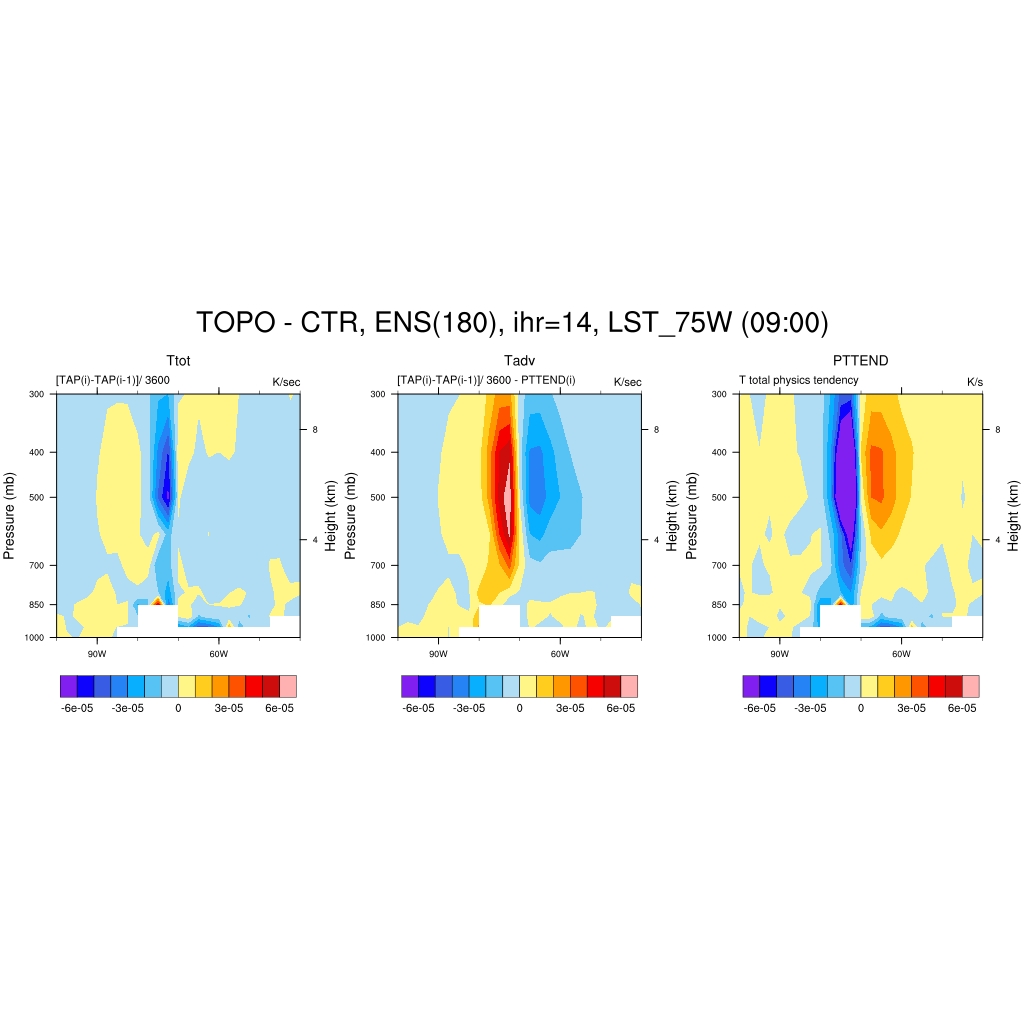 TOPO - CTR, ENS(180), ihr=14, LST_75W (09:00)
Ttot
[TAP(i)-TAP(i-1)]/ 3600 K/sec
300
400
500
700
850
1000
Pressure (mb)
8
4
Height (km)
90W 60W
-6e-05 -3e-05 0 3e-05 6e-05
Tadv
[TAP(i)-TAP(i-1)]/ 3600 - PTTEND(i) K/sec
300
400
500
700
850
1000
Pressure (mb)
8
4
Height (km)
90W 60W
-6e-05 -3e-05 0 3e-05 6e-05
PTTEND
T total physics tendency K/s
300
400
500
700
850
1000
Pressure (mb)
8
4
Height (km)
90W 60W
-6e-05 -3e-05 0 3e-05 6e-05